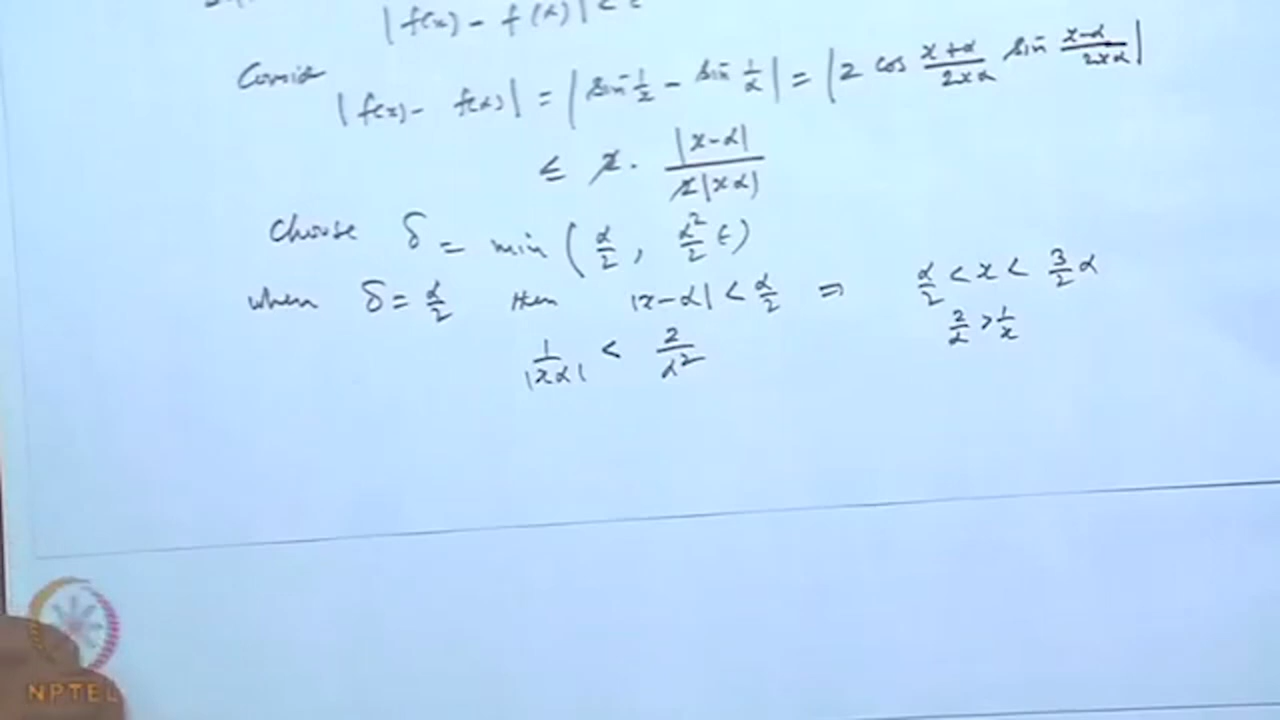 |f(x) - f(α)| < ε
Consid
|f(x) - f(α)| = |sin 1/x - sin 1/α| = |2 cos (x+α)/(2xα) sin (x-α)/(2xα)|
≤ 2 · |x-α|/(2|xα|)
Choose δ = min (α/2, α²/2 ε)
when δ = α/2 then |x-α| < α/2 ⇒ α/2 < x < 3/2 α
1/|xα| < 2/α² 2/α > 1/x
NPTEL